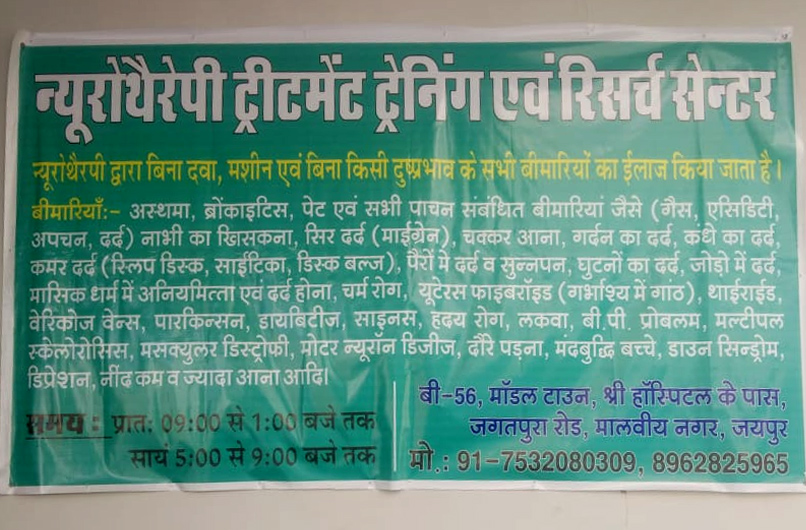 न्यूरोथैरेपी ट्रीटमेंट ट्रेनिंग एवं रिसर्च सेन्टर
न्यूरोथैरपी द्वारा बिना दवा, मशीन एवं बिना किसी दुष्प्रभाव के सभी बीमारियों का ईलाज किया जाता है।
बीमारियाँ:- अस्थमा, ब्रोंकाइटिस, पेट एवं सभी पाचन संबंधित बीमारियां जैसे (गैस, एसिडिटी,
अपचन, दर्द) नाभी का खिसकना, सिर दर्द (माईग्रेन), चक्कर आना, गर्दन का दर्द, कंधे का दर्द,
कमर दर्द (स्लिप डिस्क, साईटिका, डिस्क बल्ज), पैरों मे दर्द व सुन्नपन, घुटनों का दर्द, जोड़ो में दर्द,
मासिक धर्म में अनियमित्ता एवं दर्द होना, चर्म रोग, यूटेरस फाइबरॉइड (गर्भाश्य में गांठ), थाईराईड,
वेरिकोज वेन्स, पारकिन्सन, डायबिटीज, साइनस, हृदय रोग, लकवा, बी.पी. प्रोबलम, मल्टीपल
स्कैलोरोसिस, मसक्युलर डिस्ट्रोफी, मोटर न्यूरॉन डिजीज, दौरे पड़ना, मंदबुद्धि बच्चे, डाउन सिन्ड्रोम,
डिप्रेशन, नींद कम व ज्यादा आना आदि।
समय : प्रात: 09:00 से 1:00 बजे तक
सायं 5:00 से 9:00 बजे तक
बी-56, मॉडल टाउन, श्री हॉस्पिटल के पास,
जगतपुरा रोड, मालवीय नगर, जयपुर
मो.: 91-7532080309, 8962825965